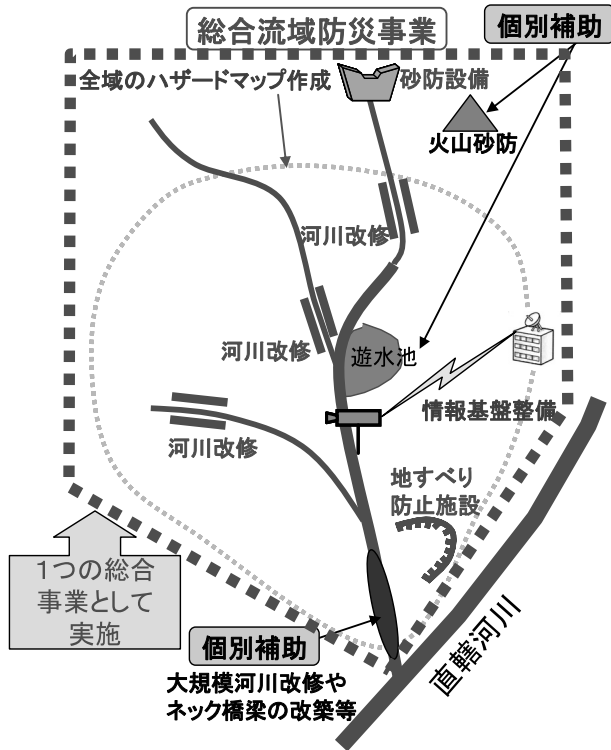 総合流域防災事業
個別補助
全域のハザードマップ作成
砂防設備
火山砂防
河川改修
河川改修
遊水池
河川改修
情報基盤整備
地すべり
防止施設
1つの総合
事業として
実施
個別補助
大規模河川改修や
ネック橋梁の改築等
直轄河川